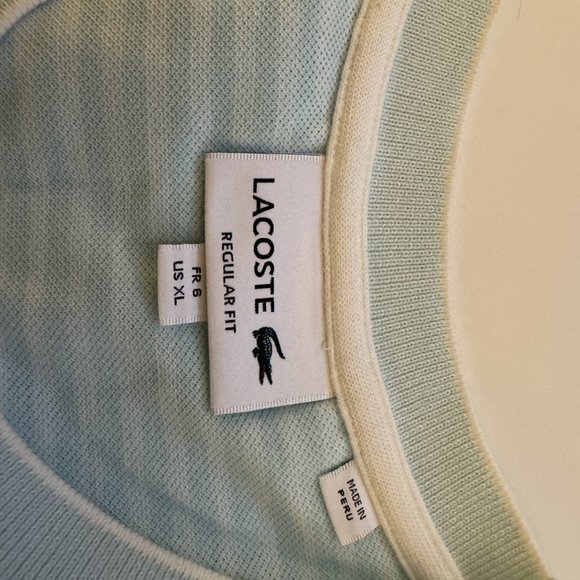 LACOSTE
REGULAR FIT
FR 6
US XL
MADE IN
PERU